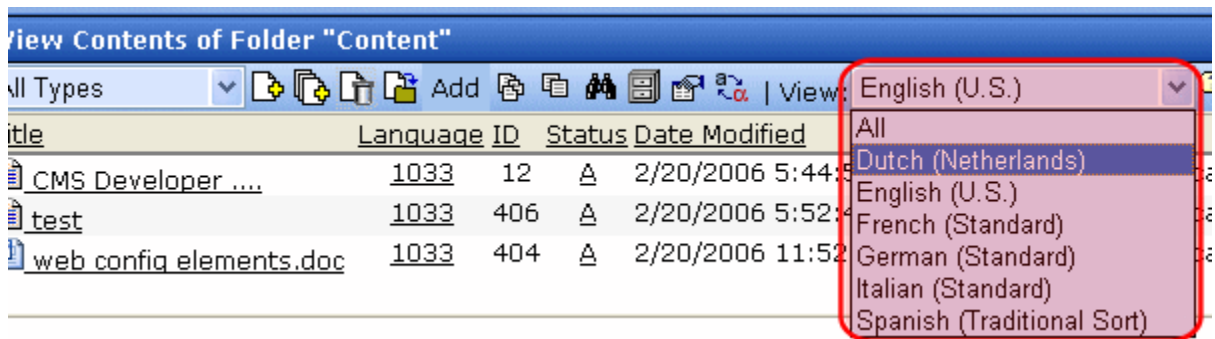 View Contents of Folder "Content"
All Types Add | View: English (U.S.)
Title Language ID Status Date Modified
All
Dutch (Netherlands)
English (U.S.)
French (Standard)
German (Standard)
Italian (Standard)
Spanish (Traditional Sort)
CMS Developer .... 1033 12 A 2/20/2006 5:44:
test 1033 406 A 2/20/2006 5:52:
web config elements.doc 1033 404 A 2/20/2006 11:52